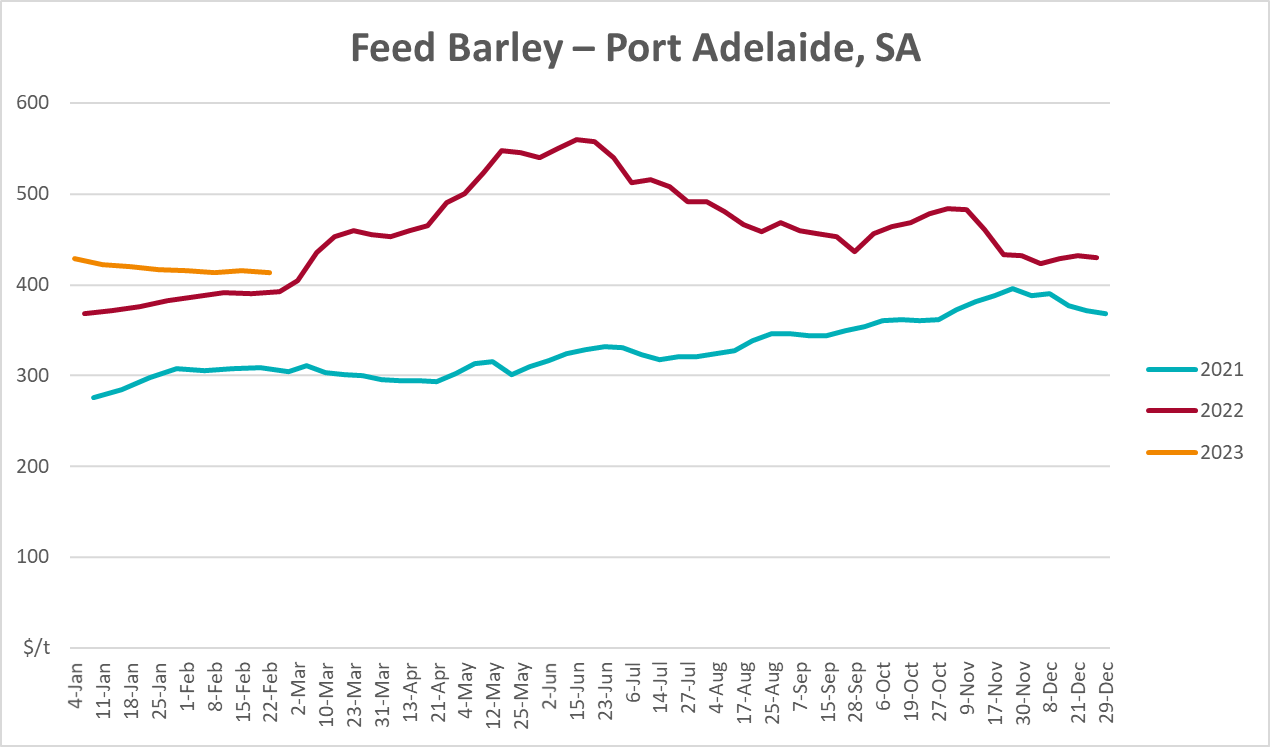 Feed Barley – Port Adelaide, SA
600
500
400
300
200
100
$/t
4-Jan
11-Jan
18-Jan
25-Jan
1-Feb
8-Feb
15-Feb
22-Feb
2-Mar
10-Mar
23-Mar
31-Mar
13-Apr
21-Apr
4-May
12-May
25-May
2-Jun
15-Jun
23-Jun
6-Jul
14-Jul
27-Jul
4-Aug
17-Aug
25-Aug
7-Sep
15-Sep
28-Sep
6-Oct
19-Oct
27-Oct
9-Nov
17-Nov
30-Nov
8-Dec
21-Dec
29-Dec
2021
2022
2023